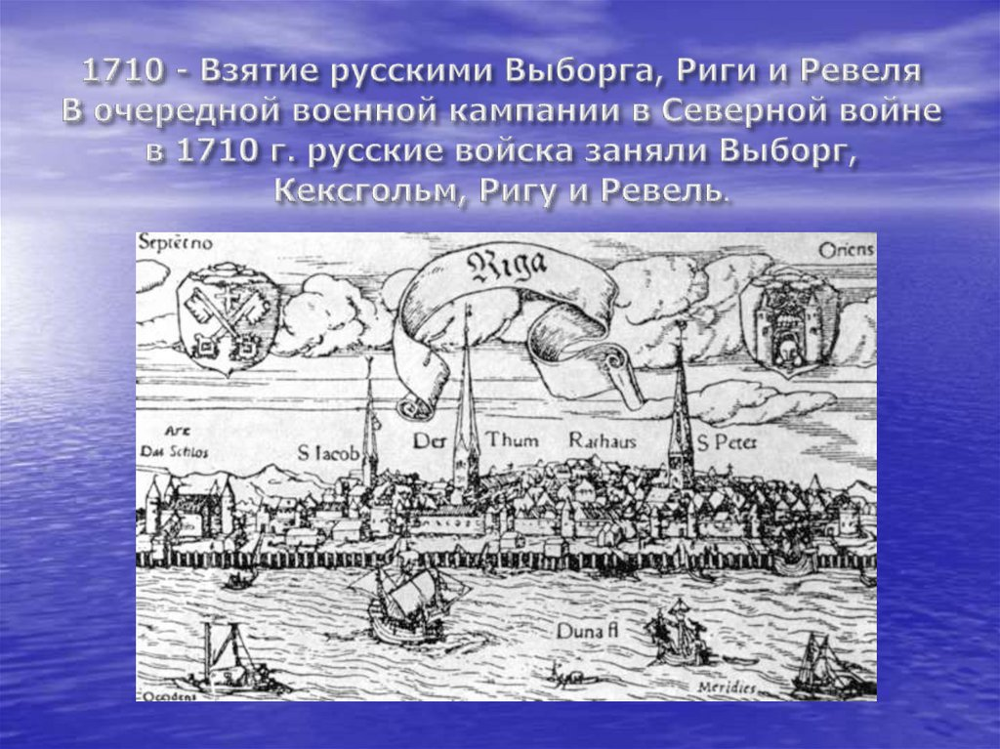 1710 - Взятие русскими Выборга, Риги и Ревеля
В очередной военной кампании в Северной войне
в 1710 г. русские войска заняли Выборг,
Кексгольм, Ригу и Ревель.
Septētno
Oriens
Riga
Arx
Das Schlos
S Iacob
Der Thum
Rathaus
S Peter
Duna fl
Meridies
Occidens